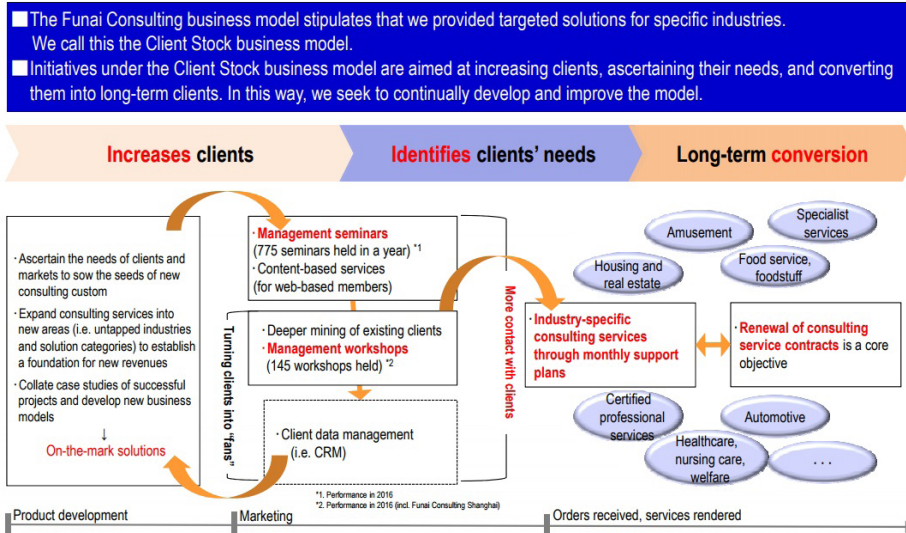 ■The Funai Consulting business model stipulates that we provided targeted solutions for specific industries.
We call this the Client Stock business model.
■Initiatives under the Client Stock business model are aimed at increasing clients, ascertaining their needs, and converting
them into long-term clients. In this way, we seek to continually develop and improve the model.
Increases clients
Identifies clients' needs
Long-term conversion
・Ascertain the needs of clients and
markets to sow the seeds of new
consulting custom
・Expand consulting services into
new areas (i.e. untapped industries
and solution categories) to establish
a foundation for new revenues
・Collate case studies of successful
projects and develop new business
models
↓
On-the-mark solutions
・Management seminars
(775 seminars held in a year) *1
・Content-based services
(for web-based members)
・Deeper mining of existing clients
・Management workshops
(145 workshops held) *2
・Client data management
(i.e. CRM)
Turning clients into "fans"
More contact with clients
*1. Performance in 2016
*2. Performance in 2016 (incl. Funai Consulting Shanghai)
Amusement
Specialist
services
Housing and
real estate
Food service,
foodstuff
・Industry-specific
consulting services
through monthly support
plans
・Renewal of consulting
service contracts is a core
objective
Certified
professional
services
Automotive
Healthcare,
nursing care,
welfare
. . .
Product development
Marketing
Orders received, services rendered